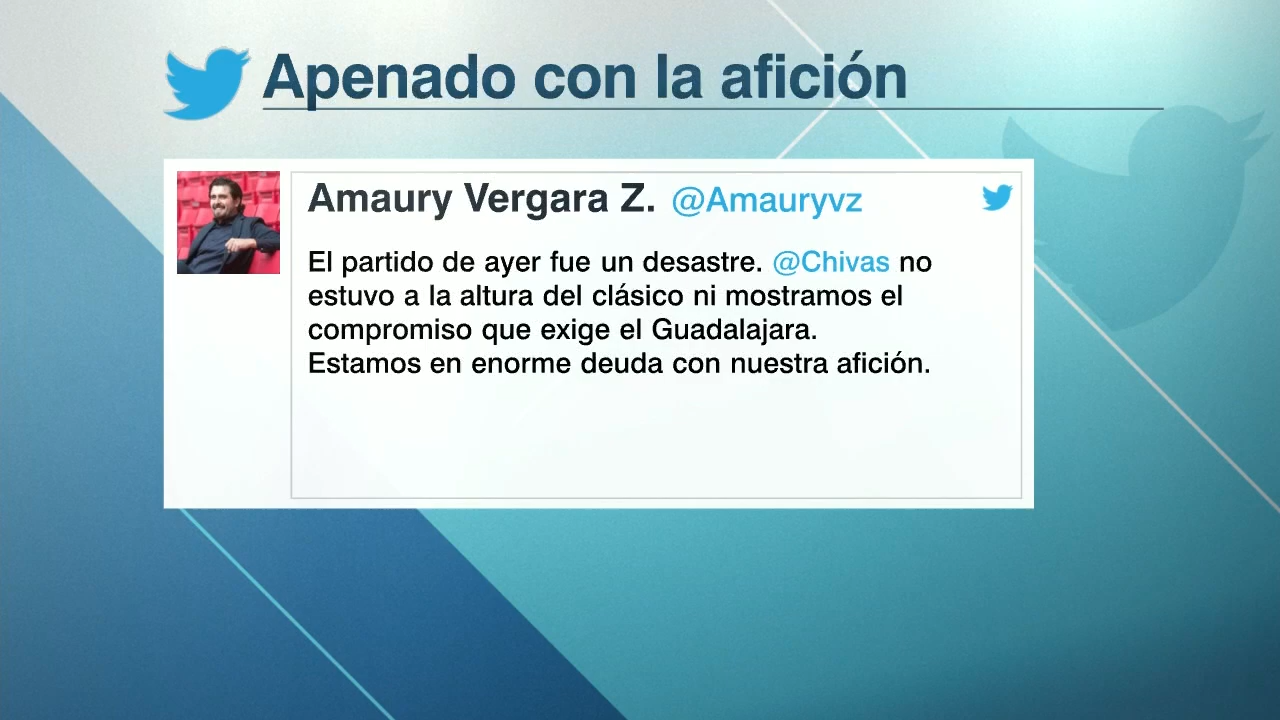 Apenado con la afición
Amaury Vergara Z. @Amauryvz
El partido de ayer fue un desastre. @Chivas no
estuvo a la altura del clásico ni mostramos el
compromiso que exige el Guadalajara.
Estamos en enorme deuda con nuestra afición.